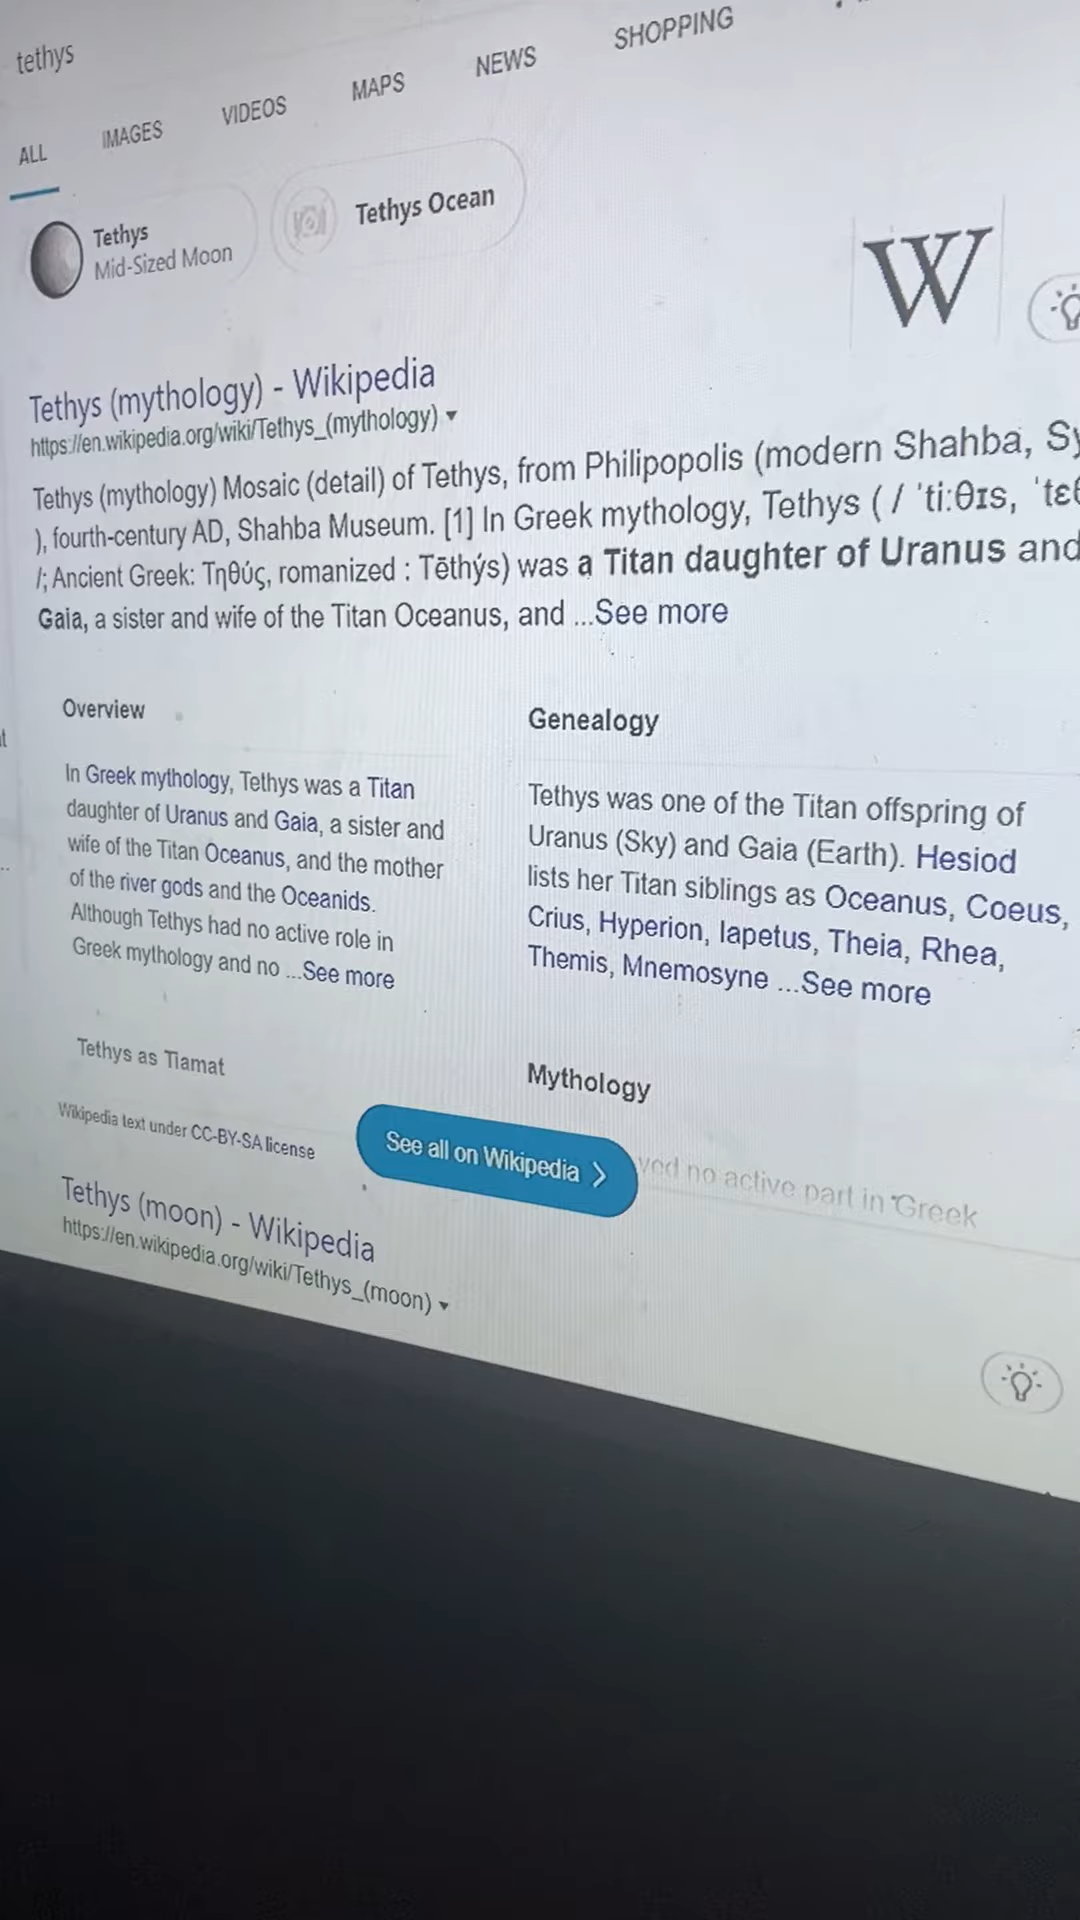 tethys
ALL IMAGES VIDEOS MAPS NEWS SHOPPING
Tethys
Mid-Sized Moon
Tethys Ocean
W
Tethys (mythology) - Wikipedia
https://en.wikipedia.org/wiki/Tethys_(mythology)
Tethys (mythology) Mosaic (detail) of Tethys, from Philipopolis (modern Shahba,
), fourth-century AD, Shahba Museum. [1] In Greek mythology, Tethys ( / ˈtiːθɪs,
/; Ancient Greek: Τηθύς, romanized : Tēthýs) was a Titan daughter of Uranus and
Gaia, a sister and wife of the Titan Oceanus, and ...See more
Overview
In Greek mythology, Tethys was a Titan
daughter of Uranus and Gaia, a sister and
wife of the Titan Oceanus, and the mother
of the river gods and the Oceanids.
Although Tethys had no active role in
Greek mythology and no ...See more
Genealogy
Tethys was one of the Titan offspring of
Uranus (Sky) and Gaia (Earth). Hesiod
lists her Titan siblings as Oceanus, Coeus,
Crius, Hyperion, Iapetus, Theia, Rhea,
Themis, Mnemosyne ...See more
Tethys as Tiamat
Mythology
no active part in Greek
Wikipedia text under CC-BY-SA license
See all on Wikipedia
Tethys (moon) - Wikipedia
https://en.wikipedia.org/wiki/Tethys_(moon)